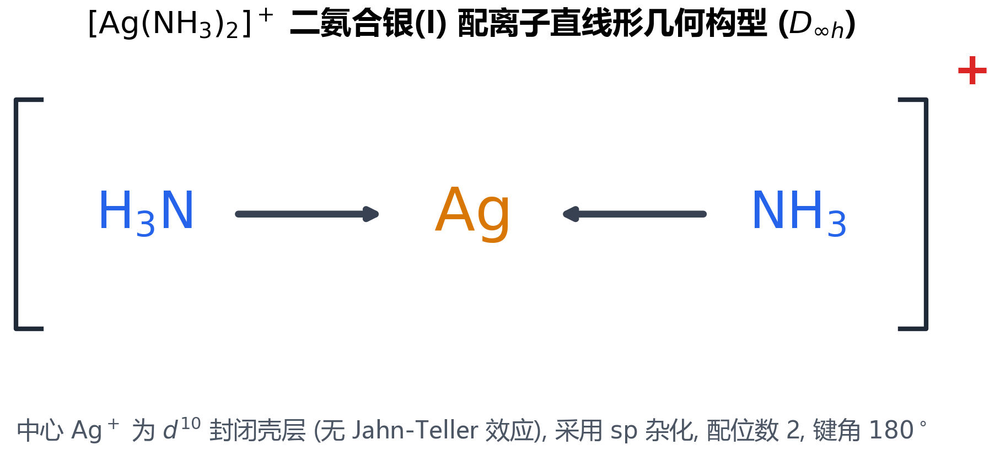 [Ag(NH₃)₂]⁺ 二氨合银(I) 配离子直线形几何构型 (D∞h)
+
H₃N Ag NH₃
中心 Ag⁺ 为 d¹⁰ 封闭壳层 (无 Jahn-Teller 效应), 采用 sp 杂化, 配位数 2, 键角 180°